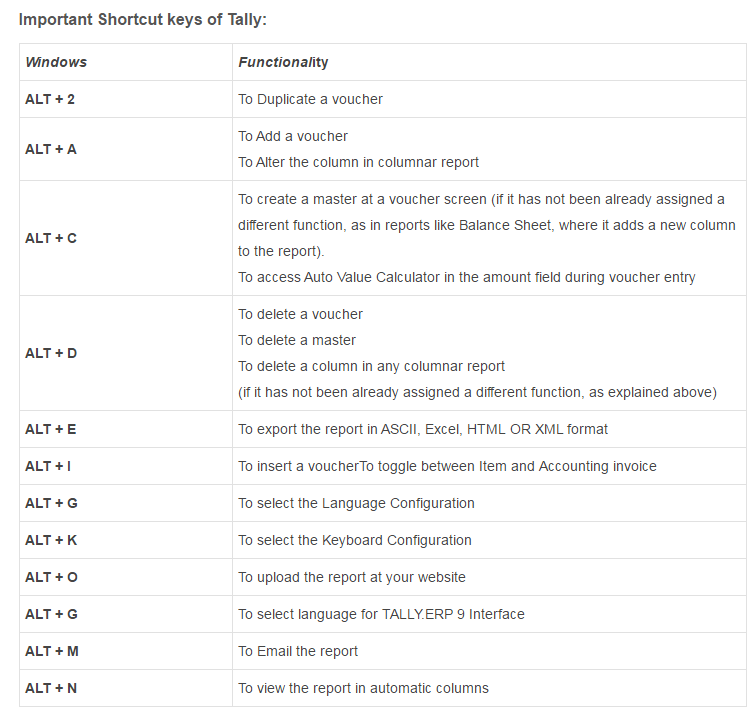 Important Shortcut keys of Tally:
Windows
Functionality
ALT + 2
To Duplicate a voucher
ALT + A
To Add a voucher
To Alter the column in columnar report
ALT + C
To create a master at a voucher screen (if it has not been already assigned a
different function, as in reports like Balance Sheet, where it adds a new column
to the report).
To access Auto Value Calculator in the amount field during voucher entry
ALT + D
To delete a voucher
To delete a master
To delete a column in any columnar report
(if it has not been already assigned a different function, as explained above)
ALT + E
To export the report in ASCII, Excel, HTML OR XML format
ALT + I
To insert a voucherTo toggle between Item and Accounting invoice
ALT + G
To select the Language Configuration
ALT + K
To select the Keyboard Configuration
ALT + O
To upload the report at your website
ALT + G
To select language for TALLY.ERP 9 Interface
ALT + M
To Email the report
ALT + N
To view the report in automatic columns